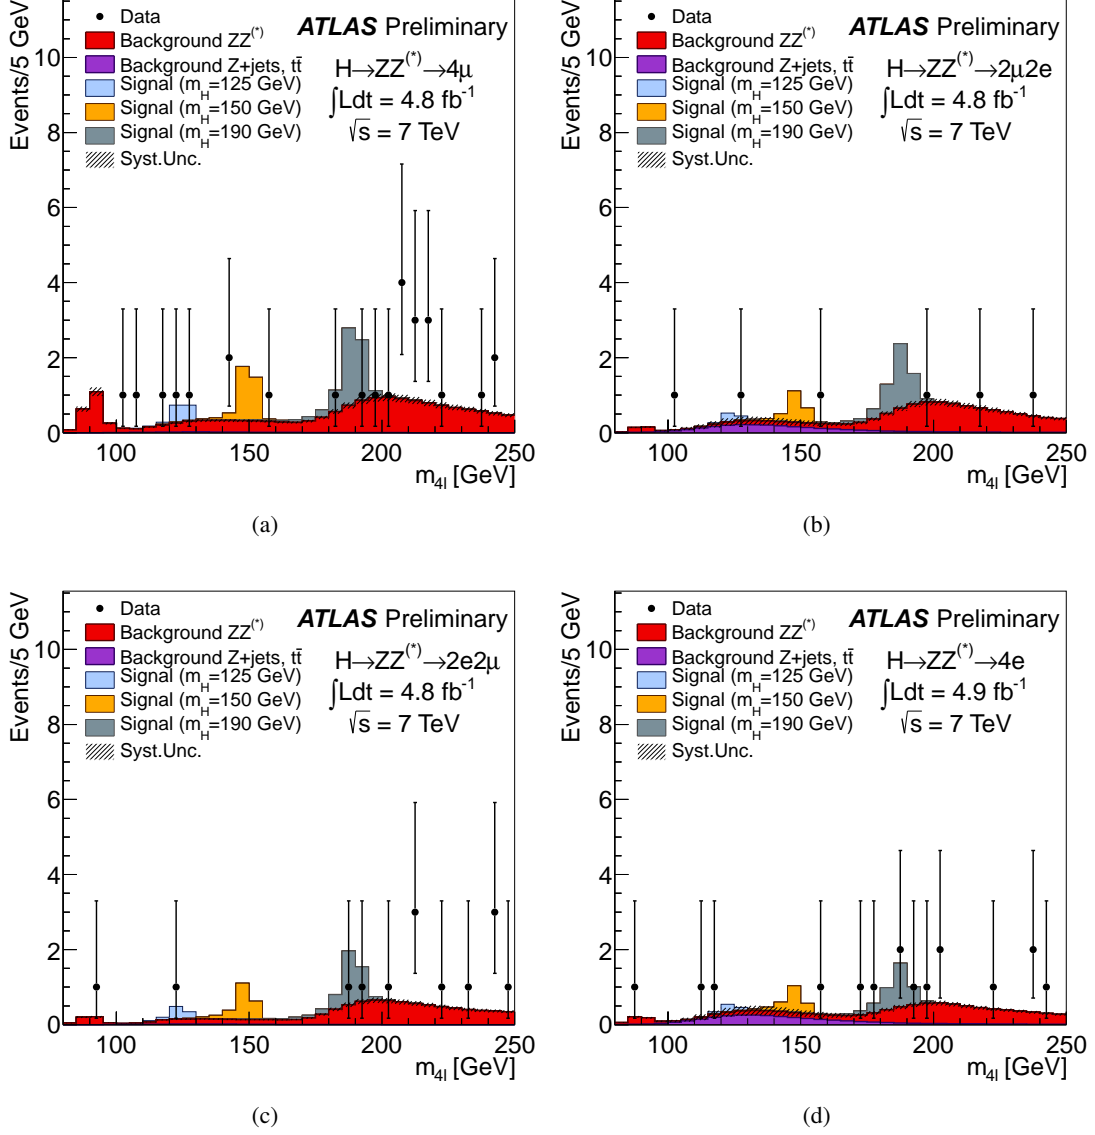 Events/5 GeV
10
8
6
4
2
0
Data
Background ZZ(*)
Background Z+jets, tt̄
Signal (mH=125 GeV)
Signal (mH=150 GeV)
Signal (mH=190 GeV)
Syst.Unc.
ATLAS Preliminary
H→ZZ(*)→4μ
∫Ldt = 4.8 fb-1
√s = 7 TeV
100 150 200 250
m4l [GeV]
(a)
Events/5 GeV
10
8
6
4
2
0
Data
Background ZZ(*)
Background Z+jets, tt̄
Signal (mH=125 GeV)
Signal (mH=150 GeV)
Signal (mH=190 GeV)
Syst.Unc.
ATLAS Preliminary
H→ZZ(*)→2μ2e
∫Ldt = 4.8 fb-1
√s = 7 TeV
100 150 200 250
m4l [GeV]
(b)
Events/5 GeV
10
8
6
4
2
0
Data
Background ZZ(*)
Background Z+jets, tt̄
Signal (mH=125 GeV)
Signal (mH=150 GeV)
Signal (mH=190 GeV)
Syst.Unc.
ATLAS Preliminary
H→ZZ(*)→2e2μ
∫Ldt = 4.8 fb-1
√s = 7 TeV
100 150 200 250
m4l [GeV]
(c)
Events/5 GeV
10
8
6
4
2
0
Data
Background ZZ(*)
Background Z+jets, tt̄
Signal (mH=125 GeV)
Signal (mH=150 GeV)
Signal (mH=190 GeV)
Syst.Unc.
ATLAS Preliminary
H→ZZ(*)→4e
∫Ldt = 4.9 fb-1
√s = 7 TeV
100 150 200 250
m4l [GeV]
(d)